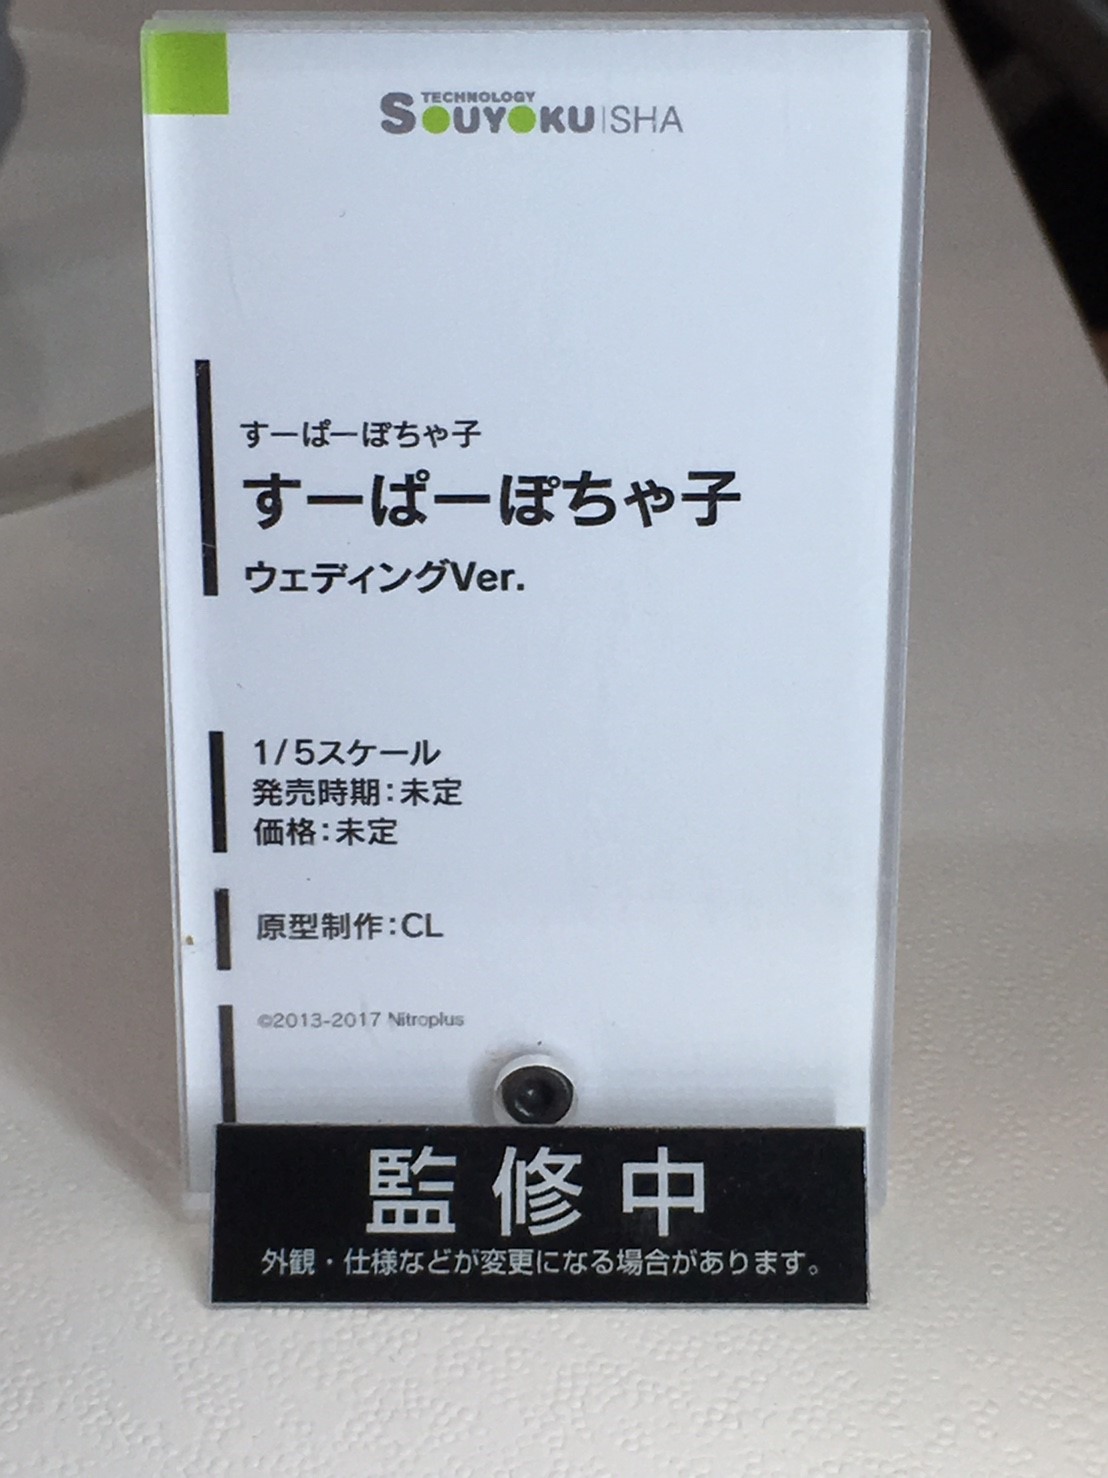 TECHNOLOGY
SOUYOKU|SHA
すーぱーぽちゃ子
すーぱーぽちゃ子
ウェディングVer.
1/5スケール
発売時期:未定
価格:未定
原型制作:CL
©2013-2017 Nitroplus
監修中
外観・仕様などが変更になる場合があります。